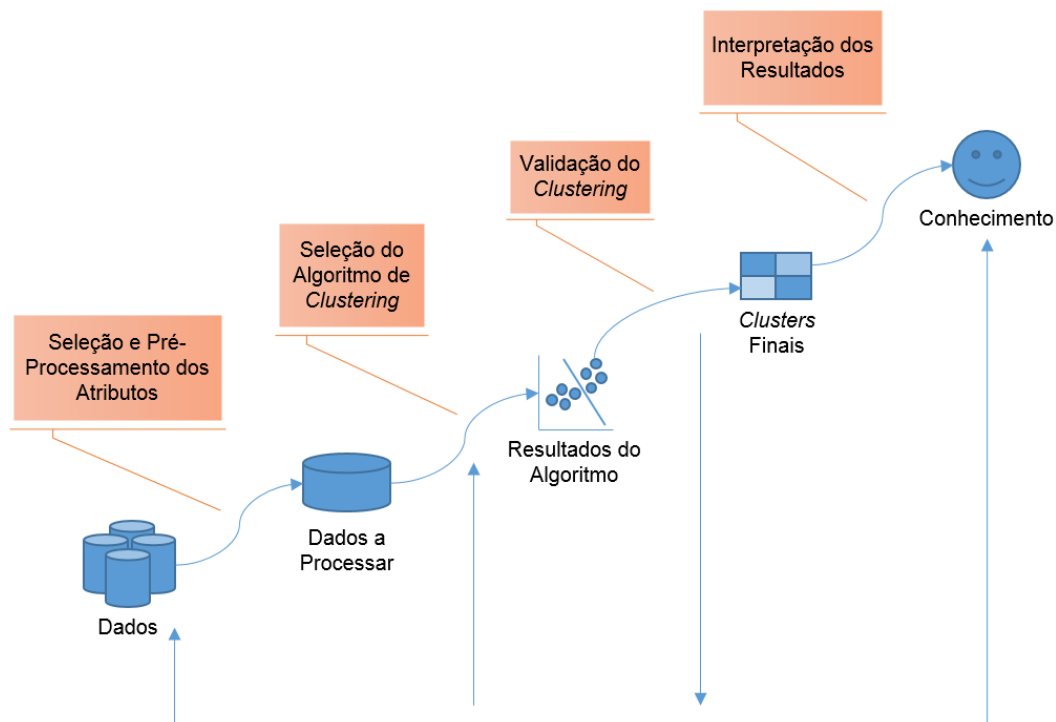 Interpretação dos
Resultados
Validação do
Clustering
Conhecimento
Seleção do
Algoritmo de
Clustering
Clusters
Finais
Seleção e Pré-
Processamento dos
Atributos
Resultados do
Algoritmo
Dados a
Processar
Dados